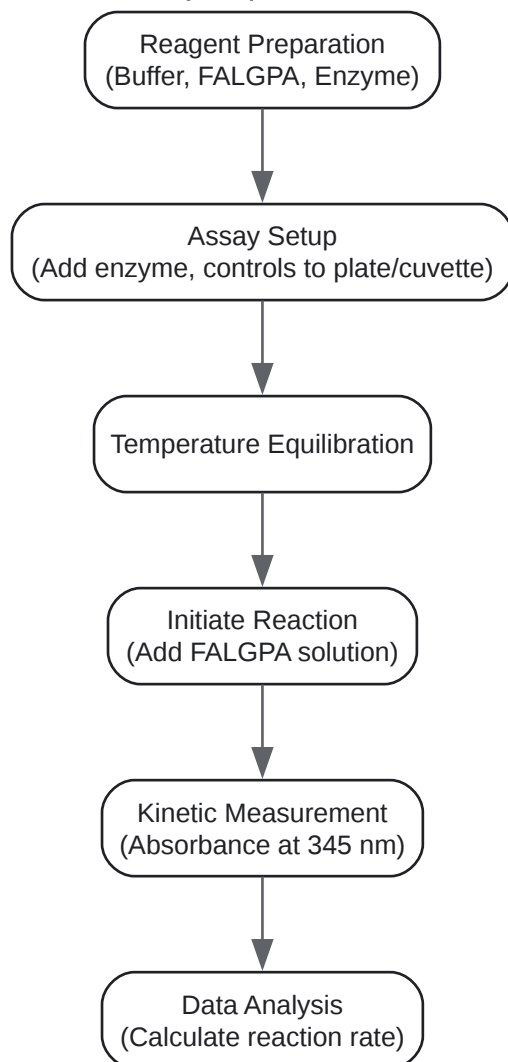 Reagent Preparation
(Buffer, FALGPA, Enzyme)
Assay Setup
(Add enzyme, controls to plate/cuvette)
Temperature Equilibration
Initiate Reaction
(Add FALGPA solution)
Kinetic Measurement
(Absorbance at 345 nm)
Data Analysis
(Calculate reaction rate)